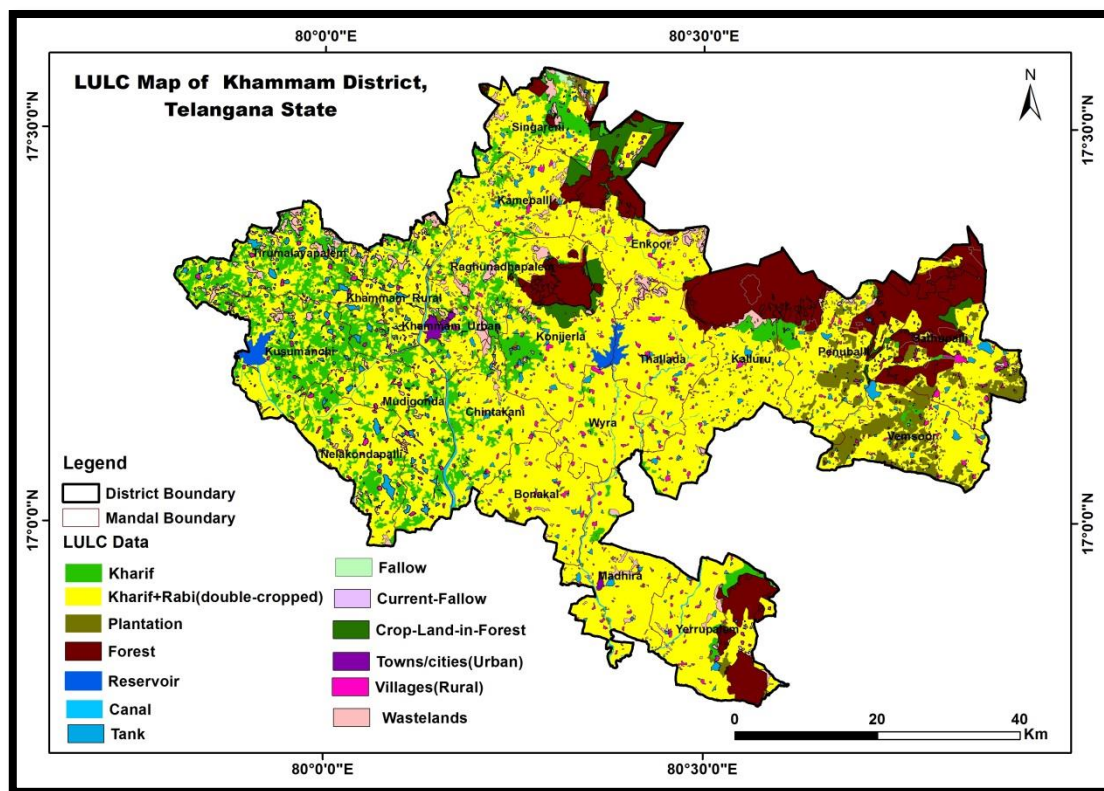 80°0'0"E
80°30'0"E
LULC Map of Khammam District,
Telangana State
N
17°30'0"N
17°30'0"N
Singareni
Kamepalli
Enkoor
Tirumalayapalem
Raghunadhapalem
Khammam Rural
Khammam Urban
Konijerla
Kusumanchi
Thallada
Kalluru
Penuballi
Sathupalli
Mudigonda
Chintakani
Wyra
Vemsoor
Nelakondapalli
Bonakal
17°0'0"N
17°0'0"N
Madhira
Yerrupalem
Legend
District Boundary
Mandal Boundary
LULC Data
Kharif
Kharif+Rabi(double-cropped)
Plantation
Forest
Reservoir
Canal
Tank
Fallow
Current-Fallow
Crop-Land-in-Forest
Towns/cities(Urban)
Villages(Rural)
Wastelands
0 20 40
Km
80°0'0"E
80°30'0"E